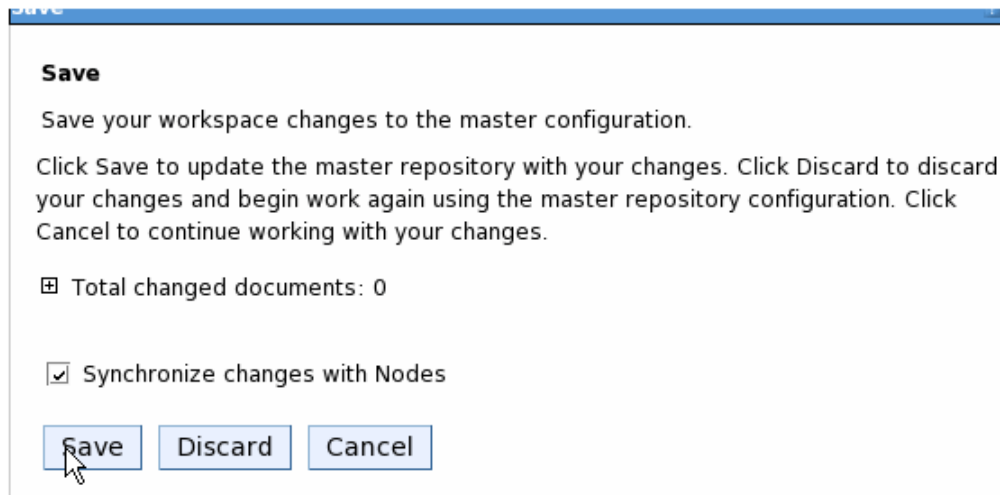 Save
Save
Save your workspace changes to the master configuration.
Click Save to update the master repository with your changes. Click Discard to discard
your changes and begin work again using the master repository configuration. Click
Cancel to continue working with your changes.
Total changed documents: 0
Synchronize changes with Nodes
Save Discard Cancel